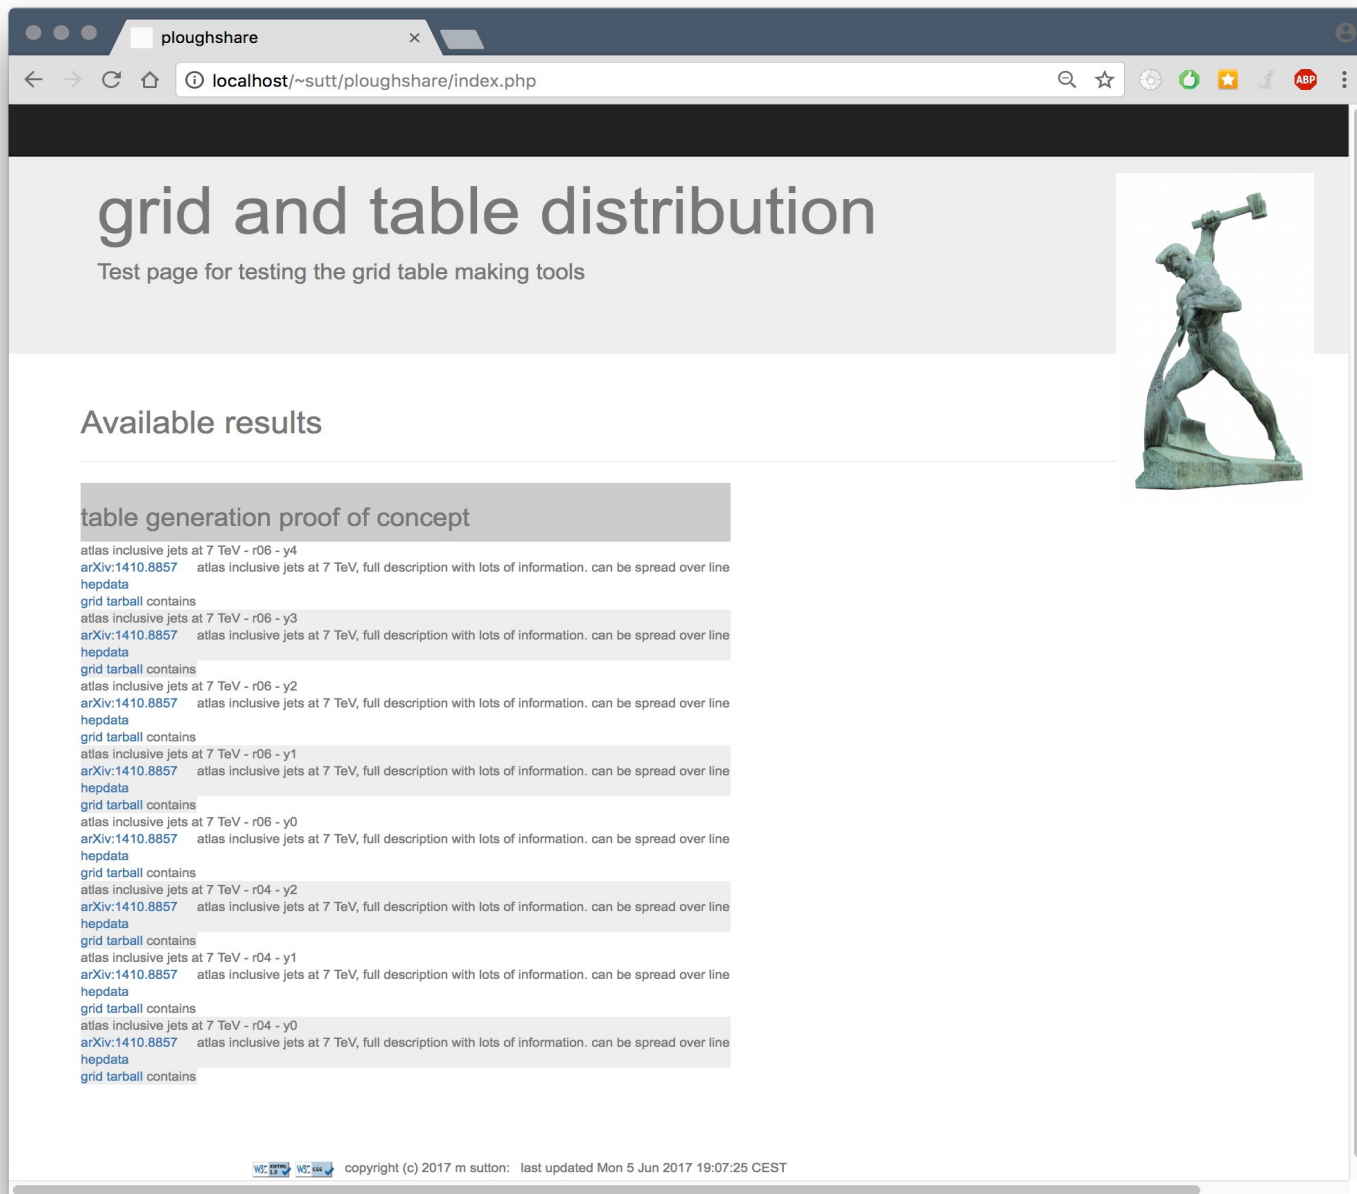 ploughshare
localhost/~sutt/ploughshare/index.php
ABP
grid and table distribution
Test page for testing the grid table making tools
Available results
table generation proof of concept
atlas inclusive jets at 7 TeV - r06 - y4
arXiv:1410.8857 atlas inclusive jets at 7 TeV, full description with lots of information. can be spread over line
hepdata
grid tarball contains
atlas inclusive jets at 7 TeV - r06 - y3
arXiv:1410.8857 atlas inclusive jets at 7 TeV, full description with lots of information. can be spread over line
hepdata
grid tarball contains
atlas inclusive jets at 7 TeV - r06 - y2
arXiv:1410.8857 atlas inclusive jets at 7 TeV, full description with lots of information. can be spread over line
hepdata
grid tarball contains
atlas inclusive jets at 7 TeV - r06 - y1
arXiv:1410.8857 atlas inclusive jets at 7 TeV, full description with lots of information. can be spread over line
hepdata
grid tarball contains
atlas inclusive jets at 7 TeV - r06 - y0
arXiv:1410.8857 atlas inclusive jets at 7 TeV, full description with lots of information. can be spread over line
hepdata
grid tarball contains
atlas inclusive jets at 7 TeV - r04 - y2
arXiv:1410.8857 atlas inclusive jets at 7 TeV, full description with lots of information. can be spread over line
hepdata
grid tarball contains
atlas inclusive jets at 7 TeV - r04 - y1
arXiv:1410.8857 atlas inclusive jets at 7 TeV, full description with lots of information. can be spread over line
hepdata
grid tarball contains
atlas inclusive jets at 7 TeV - r04 - y0
arXiv:1410.8857 atlas inclusive jets at 7 TeV, full description with lots of information. can be spread over line
hepdata
grid tarball contains
W3C XHTML 1.0 W3C css copyright (c) 2017 m sutton: last updated Mon 5 Jun 2017 19:07:25 CEST